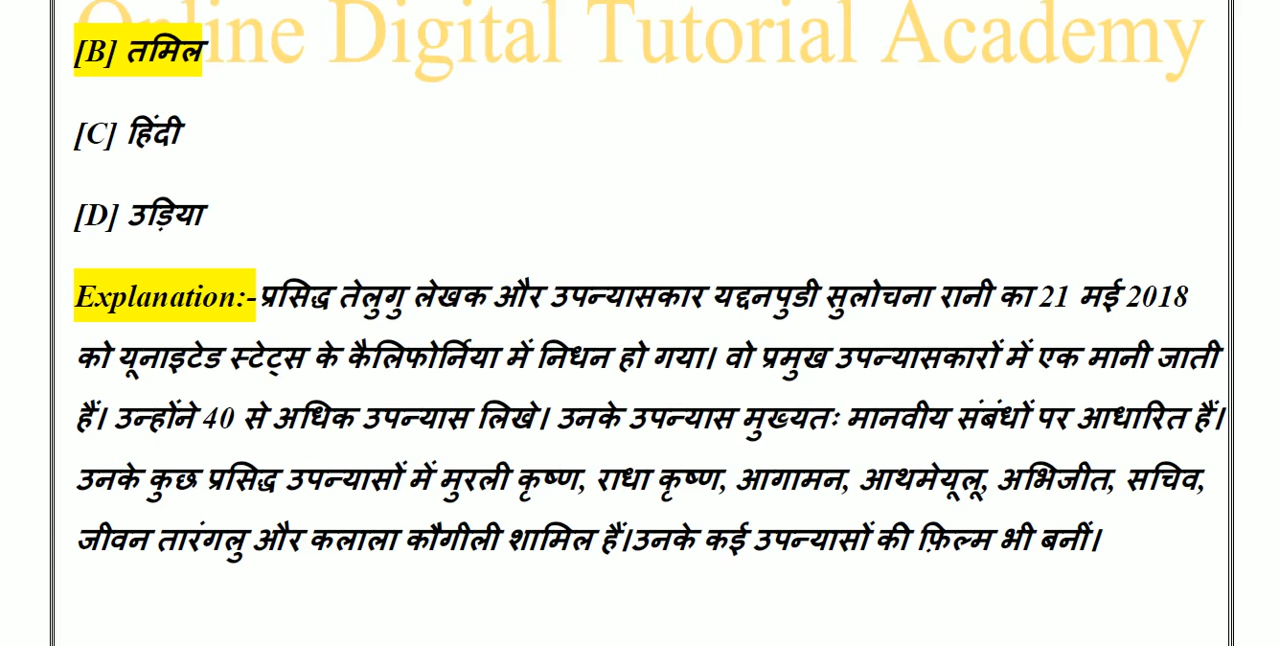 Online Digital Tutorial Academy
[B] तमिल
[C] हिंदी
[D] उड़िया
Explanation:-प्रसिद्ध तेलुगु लेखक और उपन्यासकार यद्दनपुडी सुलोचना रानी का 21 मई 2018
को यूनाइटेड स्टेट्स के कैलिफोर्निया में निधन हो गया। वो प्रमुख उपन्यासकारों में एक मानी जाती
हैं। उन्होंने 40 से अधिक उपन्यास लिखे। उनके उपन्यास मुख्यतः मानवीय संबंधों पर आधारित हैं।
उनके कुछ प्रसिद्ध उपन्यासों में मुरली कृष्ण, राधा कृष्ण, आगामन, आथमेयूलू, अभिजीत, सचिव,
जीवन तारंगलु और कलाला कौगीली शामिल हैं।उनके कई उपन्यासों की फ़िल्म भी बनीं।